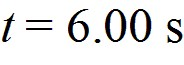 t = 6.00 s